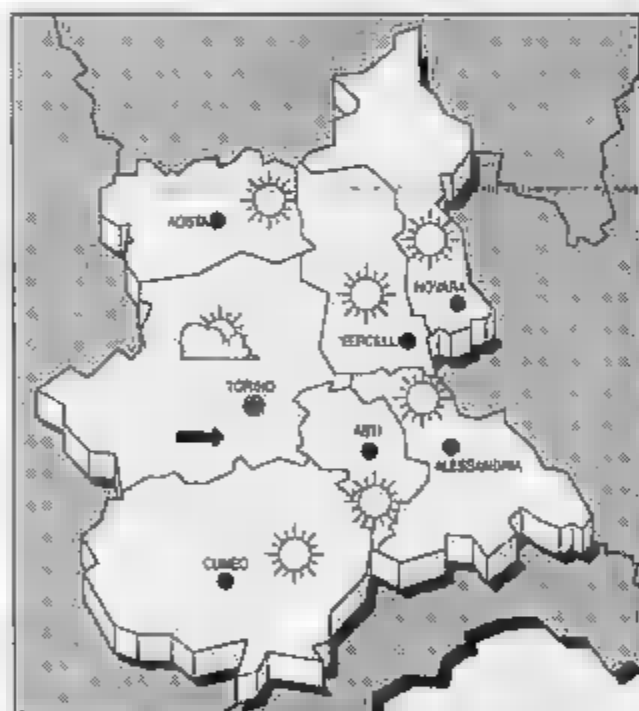 AOSTA
NOVARA
VERCELLI
TORINO
ASTI
ALESSANDRIA
CUNEO